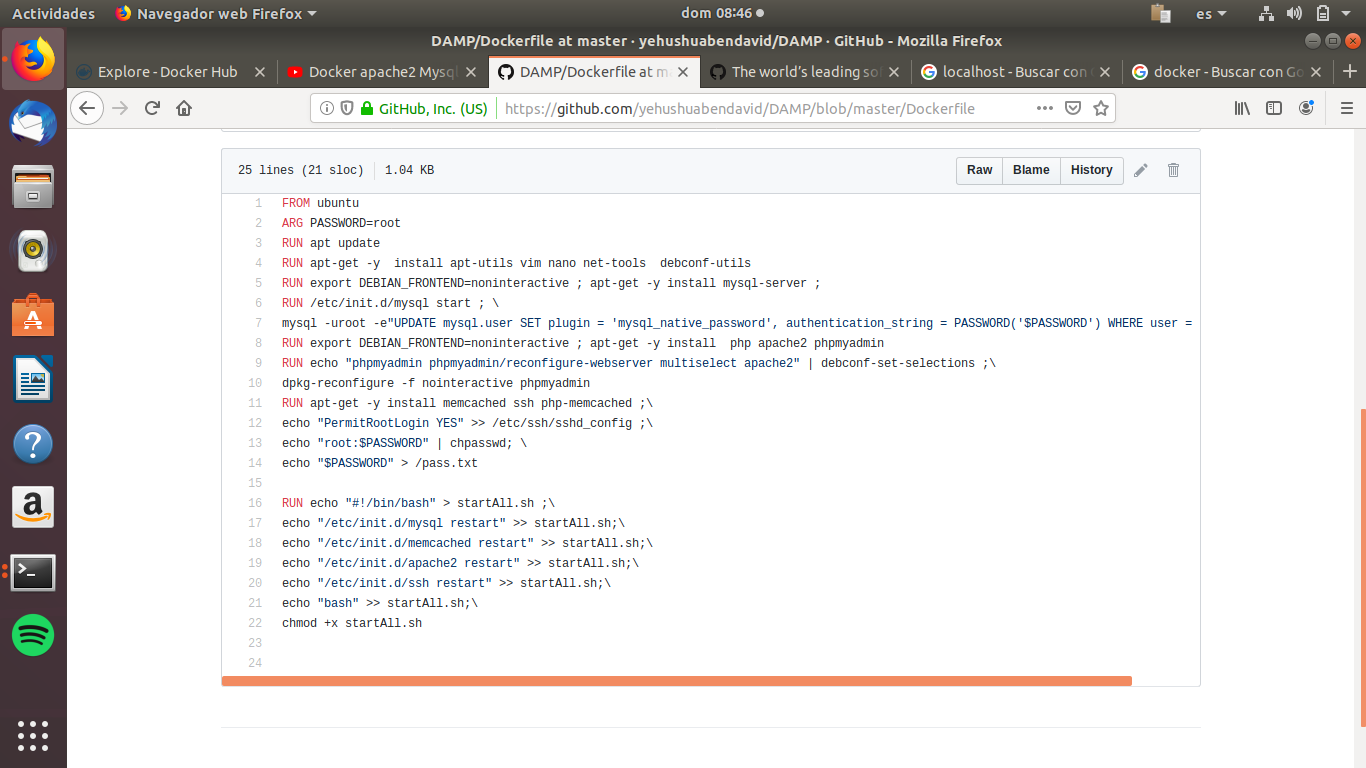 Actividades Navegador web Firefox dom 08:46 es
DAMP/Dockerfile at master · yehushuabendavid/DAMP · GitHub - Mozilla Firefox
Explore - Docker Hub Docker apache2 Mysql DAMP/Dockerfile at ma The world's leading so localhost - Buscar con docker - Buscar con Go
GitHub, Inc. (US) https://github.com/yehushuabendavid/DAMP/blob/master/Dockerfile
25 lines (21 sloc) 1.04 KB Raw Blame History
1 FROM ubuntu
2 ARG PASSWORD=root
3 RUN apt update
4 RUN apt-get -y  install apt-utils vim nano net-tools  debconf-utils
5 RUN export DEBIAN_FRONTEND=noninteractive ; apt-get -y install mysql-server ;
6 RUN /etc/init.d/mysql start ; \
7 mysql -uroot -e"UPDATE mysql.user SET plugin = 'mysql_native_password', authentication_string = PASSWORD('$PASSWORD') WHERE user =
8 RUN export DEBIAN_FRONTEND=noninteractive ; apt-get -y install  php apache2 phpmyadmin
9 RUN echo "phpmyadmin phpmyadmin/reconfigure-webserver multiselect apache2" | debconf-set-selections ;\
10 dpkg-reconfigure -f nointeractive phpmyadmin
11 RUN apt-get -y install memcached ssh php-memcached ;\
12 echo "PermitRootLogin YES" >> /etc/ssh/sshd_config ;\
13 echo "root:$PASSWORD" | chpasswd; \
14 echo "$PASSWORD" > /pass.txt
15
16 RUN echo "#!/bin/bash" > startAll.sh ;\
17 echo "/etc/init.d/mysql restart" >> startAll.sh;\
18 echo "/etc/init.d/memcached restart" >> startAll.sh;\
19 echo "/etc/init.d/apache2 restart" >> startAll.sh;\
20 echo "/etc/init.d/ssh restart" >> startAll.sh;\
21 echo "bash" >> startAll.sh;\
22 chmod +x startAll.sh
23
24